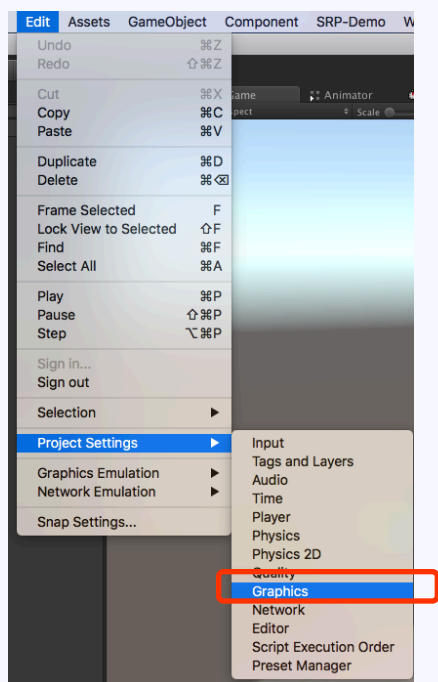 Edit Assets GameObject Component SRP-Demo W
Undo ⌘Z
Redo ⇧⌘Z
Cut ⌘X
Copy ⌘C
Paste ⌘V
Game Animator
Scale
Duplicate ⌘D
Delete ⌘⌫
Frame Selected F
Lock View to Selected ⇧F
Find ⌘F
Select All ⌘A
Play ⌘P
Pause ⇧⌘P
Step ⌥⌘P
Sign in...
Sign out
Selection
Project Settings
Graphics Emulation
Network Emulation
Snap Settings...
Input
Tags and Layers
Audio
Time
Player
Physics
Physics 2D
Quality
Graphics
Network
Editor
Script Execution Order
Preset Manager